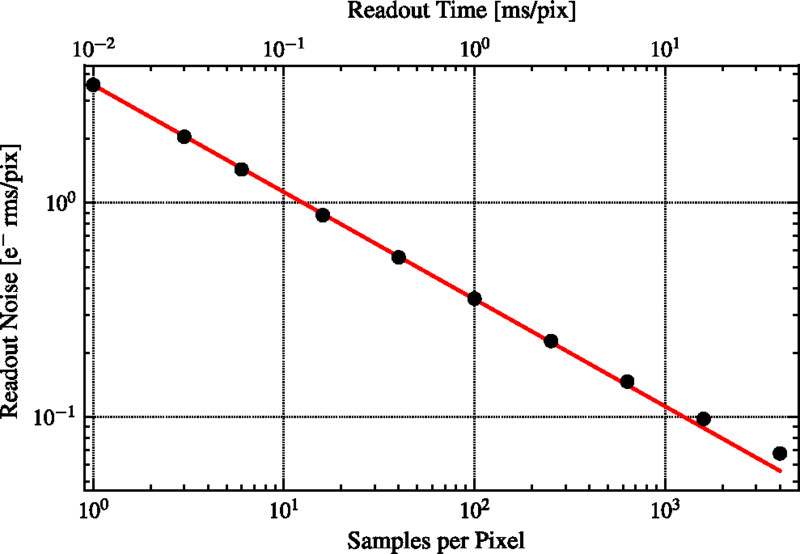 Readout Time [ms/pix]
10⁻² 10⁻¹ 10⁰ 10¹
Readout Noise [e⁻ rms/pix]
10⁰
10⁻¹
10⁰ 10¹ 10² 10³
Samples per Pixel